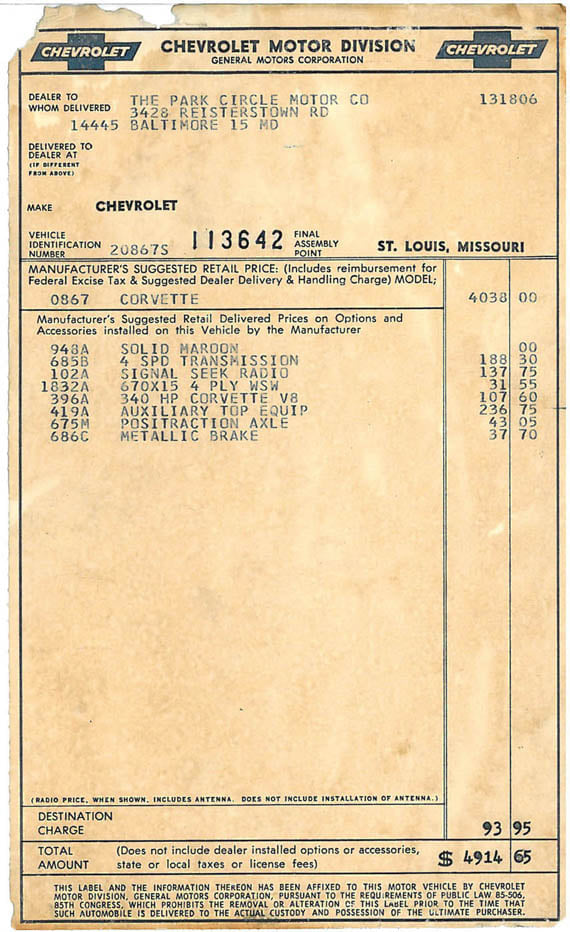 CHEVROLET CHEVROLET MOTOR DIVISION CHEVROLET
GENERAL MOTORS CORPORATION
DEALER TO WHOM DELIVERED THE PARK CIRCLE MOTOR CO 131806
3428 REISTERSTOWN RD
14445 BALTIMORE 15 MD
DELIVERED TO
DEALER AT
(IF DIFFERENT
FROM ABOVE)
MAKE CHEVROLET
VEHICLE IDENTIFICATION NUMBER 20867S 113642 FINAL ASSEMBLY POINT ST. LOUIS, MISSOURI
MANUFACTURER'S SUGGESTED RETAIL PRICE: (Includes reimbursement for
Federal Excise Tax & Suggested Dealer Delivery & Handling Charge) MODEL;
0867 CORVETTE 4038 00
Manufacturer's Suggested Retail Delivered Prices on Options and
Accessories installed on this Vehicle by the Manufacturer
948A SOLID MAROON 00
685B 4 SPD TRANSMISSION 188 30
102A SIGNAL SEEK RADIO 137 75
1832A 670X15 4 PLY WSW 31 55
396A 340 HP CORVETTE V8 107 60
419A AUXILIARY TOP EQUIP 236 75
675M POSITRACTION AXLE 43 05
686C METALLIC BRAKE 37 70
(RADIO PRICE, WHEN SHOWN, INCLUDES ANTENNA. DOES NOT INCLUDE INSTALLATION OF ANTENNA.)
DESTINATION
CHARGE 93 95
TOTAL (Does not include dealer installed options or accessories,
AMOUNT state or local taxes or license fees) $ 4914 65
THIS LABEL AND THE INFORMATION THEREON HAS BEEN AFFIXED TO THIS MOTOR VEHICLE BY CHEVROLET
MOTOR DIVISION, GENERAL MOTORS CORPORATION, PURSUANT TO THE REQUIREMENTS OF PUBLIC LAW 85-506,
85TH CONGRESS, WHICH PROHIBITS THE REMOVAL OR ALTERATION OF THIS LABEL PRIOR TO THE TIME THAT
SUCH AUTOMOBILE IS DELIVERED TO THE ACTUAL CUSTODY AND POSSESSION OF THE ULTIMATE PURCHASER.